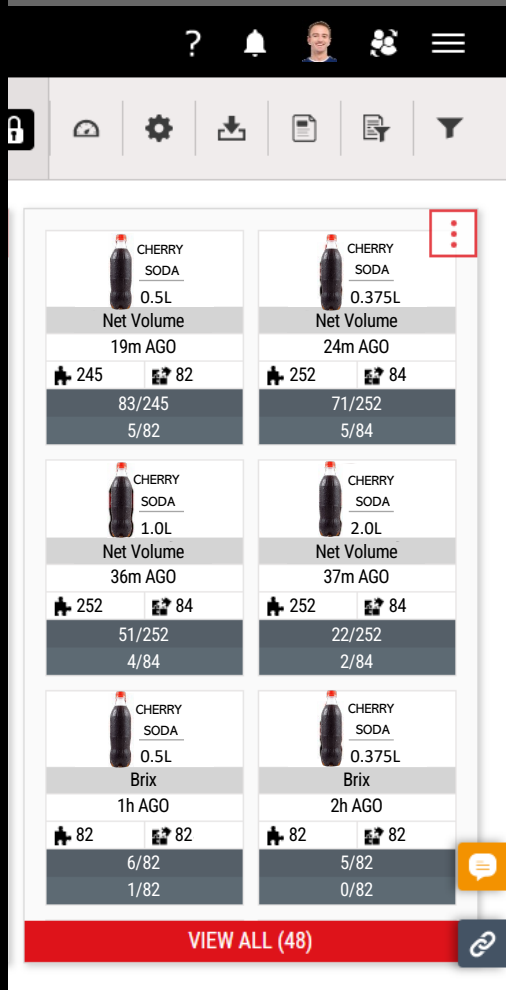 ?
CHERRY
SODA
0.5L
Net Volume
19m AGO
245 82
83/245
5/82
CHERRY
SODA
0.375L
Net Volume
24m AGO
252 84
71/252
5/84
CHERRY
SODA
1.0L
Net Volume
36m AGO
252 84
51/252
4/84
CHERRY
SODA
2.0L
Net Volume
37m AGO
252 84
22/252
2/84
CHERRY
SODA
0.5L
Brix
1h AGO
82 82
6/82
1/82
CHERRY
SODA
0.375L
Brix
2h AGO
82 82
5/82
0/82
VIEW ALL (48)